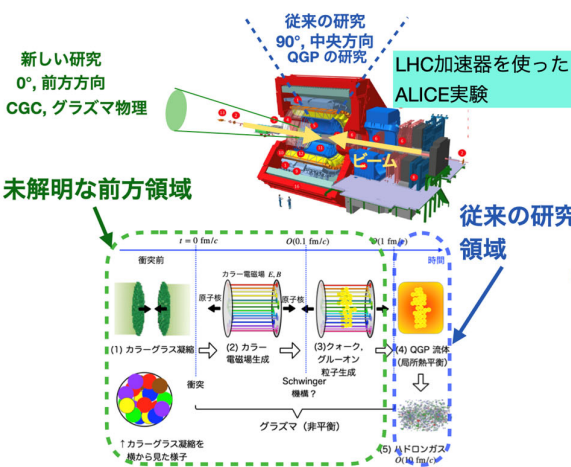 従来の研究
90°, 中央方向
QGP の研究
新しい研究
0°, 前方方向
CGC, グラズマ物理
LHC加速器を使った
ALICE実験
ビーム
未解明な前方領域
従来の研究
領域
t = 0 fm/c
O(0.1 fm/c)
O(1 fm/c)
時間
衝突前
カラー電磁場 E, B
原子核
原子核
(1) カラーグラス凝縮
(2) カラー
電磁場生成
(3)クォーク,
グルーオン
粒子生成
(4) QGP 流体
(局所熱平衡)
衝突
Schwinger
機構？
グラズマ（非平衡）
↑カラーグラス凝縮を
横から見た様子
(5) ハドロンガス
O(10 fm/c)